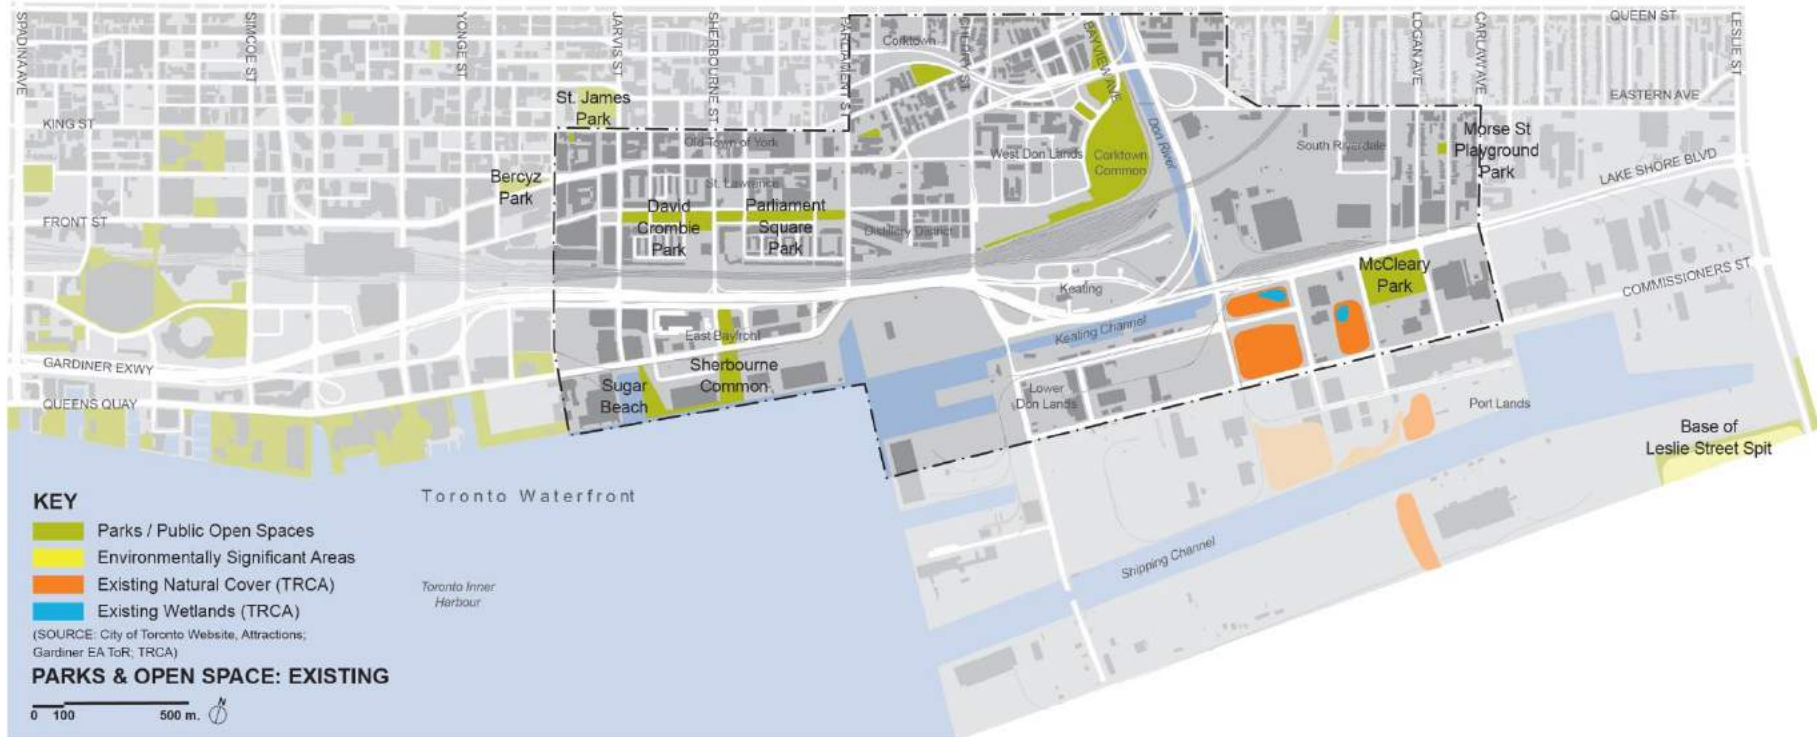 SPADINA AVE
SIMCOE ST
YONGE ST
JARVIS ST
SHERBOURNE ST
PARLIAMENT ST
CHERRY ST
BAYVIEW AVE
LOGAN AVE
CARLAW AVE
LESLIE ST
QUEEN ST
Corktown
EASTERN AVE
St. James
Park
KING ST
Old Town of York
Don River
West Don Lands
Corktown
Common
South Riverdale
Morse St
Playground
Park
LAKE SHORE BLVD
Bercyz
Park
St. Lawrence
FRONT ST
David
Crombie
Park
Parliament
Square
Park
Distillery District
McCleary
Park
COMMISSIONERS ST
Keating
Keating Channel
East Bayfront
GARDINER EXWY
Sherbourne
Common
Sugar
Beach
QUEENS QUAY
Lower
Don Lands
Port Lands
Base of
Leslie Street Spit
Toronto Waterfront
Shipping Channel
Toronto Inner
Harbour
KEY
Parks / Public Open Spaces
Environmentally Significant Areas
Existing Natural Cover (TRCA)
Existing Wetlands (TRCA)
(SOURCE: City of Toronto Website, Attractions;
Gardiner EA ToR; TRCA)
PARKS & OPEN SPACE: EXISTING
0 100 500 m.
N